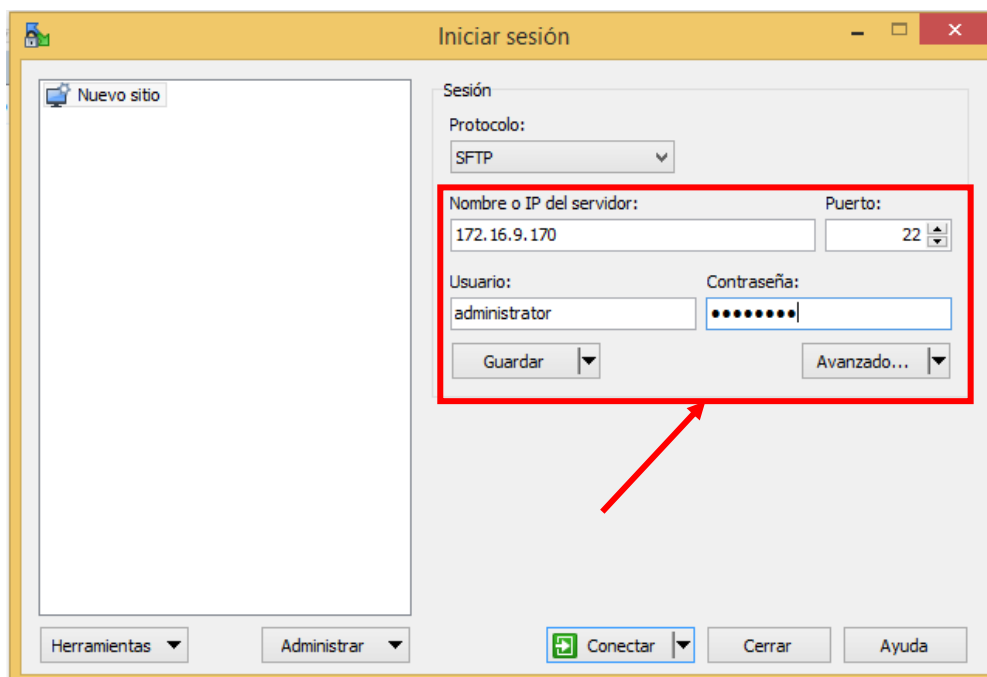 Iniciar sesión
Nuevo sitio
Sesión
Protocolo:
SFTP
Nombre o IP del servidor: Puerto:
172.16.9.170 22
Usuario: Contraseña:
administrator ••••••••
Guardar Avanzado...
Herramientas Administrar Conectar Cerrar Ayuda